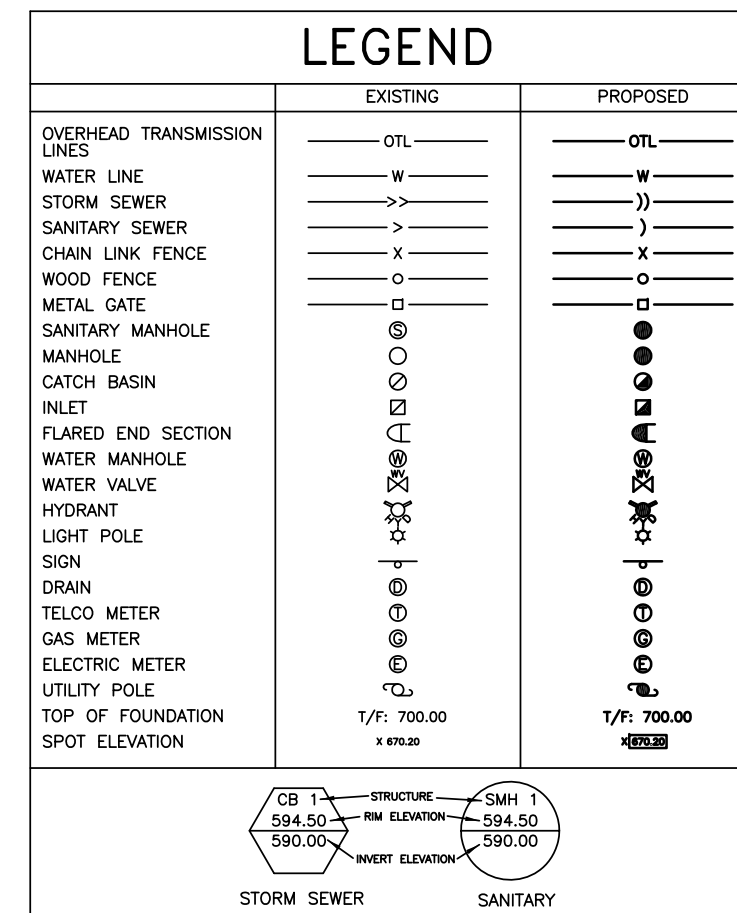 LEGEND
EXISTING PROPOSED
OVERHEAD TRANSMISSION
LINES OTL OTL
WATER LINE W W
STORM SEWER >> ))
SANITARY SEWER > )
CHAIN LINK FENCE X X
WOOD FENCE
METAL GATE
SANITARY MANHOLE S
MANHOLE
CATCH BASIN
INLET
FLARED END SECTION
WATER MANHOLE W W
WATER VALVE WV WV
HYDRANT
LIGHT POLE
SIGN
DRAIN D D
TELCO METER T T
GAS METER G G
ELECTRIC METER E E
UTILITY POLE
TOP OF FOUNDATION T/F: 700.00 T/F: 700.00
SPOT ELEVATION X 670.20 X 670.20
CB 1 STRUCTURE SMH 1
594.50 RIM ELEVATION 594.50
590.00 INVERT ELEVATION 590.00
STORM SEWER SANITARY